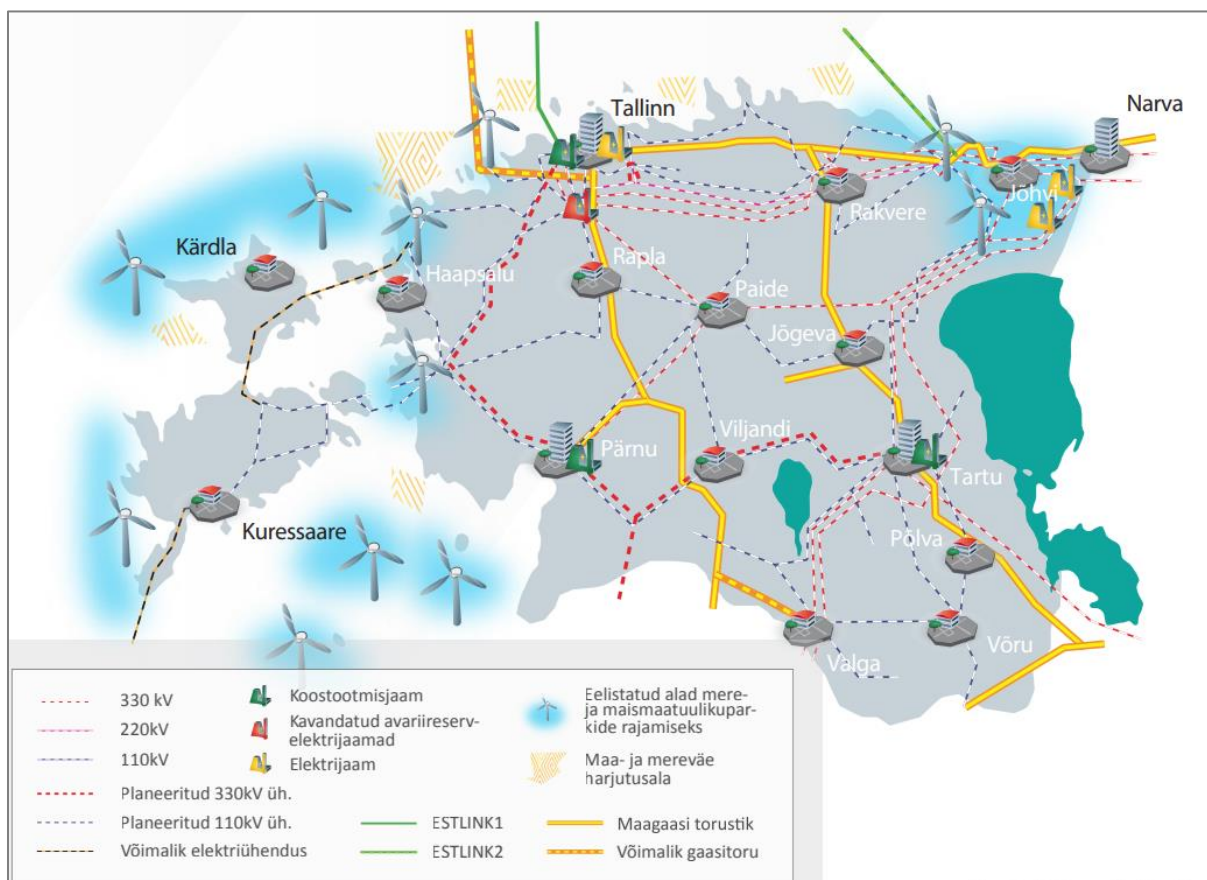 Tallinn
Narva
Jõhvi
Rakvere
Kärdla
Haapsalu
Rapla
Paide
Jõgeva
Pärnu
Viljandi
Tartu
Kuressaare
Põlva
Valga
Võru
330 kV
220kV
110kV
Planeeritud 330kV üh.
Planeeritud 110kV üh.
Võimalik elektriühendus
Koostootmisjaam
Kavandatud avariireserv-
elektrijaamad
Elektrijaam
ESTLINK1
ESTLINK2
Eelistatud alad mere-
ja maismaatuulikupar-
kide rajamiseks
Maa- ja mereväe
harjutusala
Maagaasi torustik
Võimalik gaasitoru